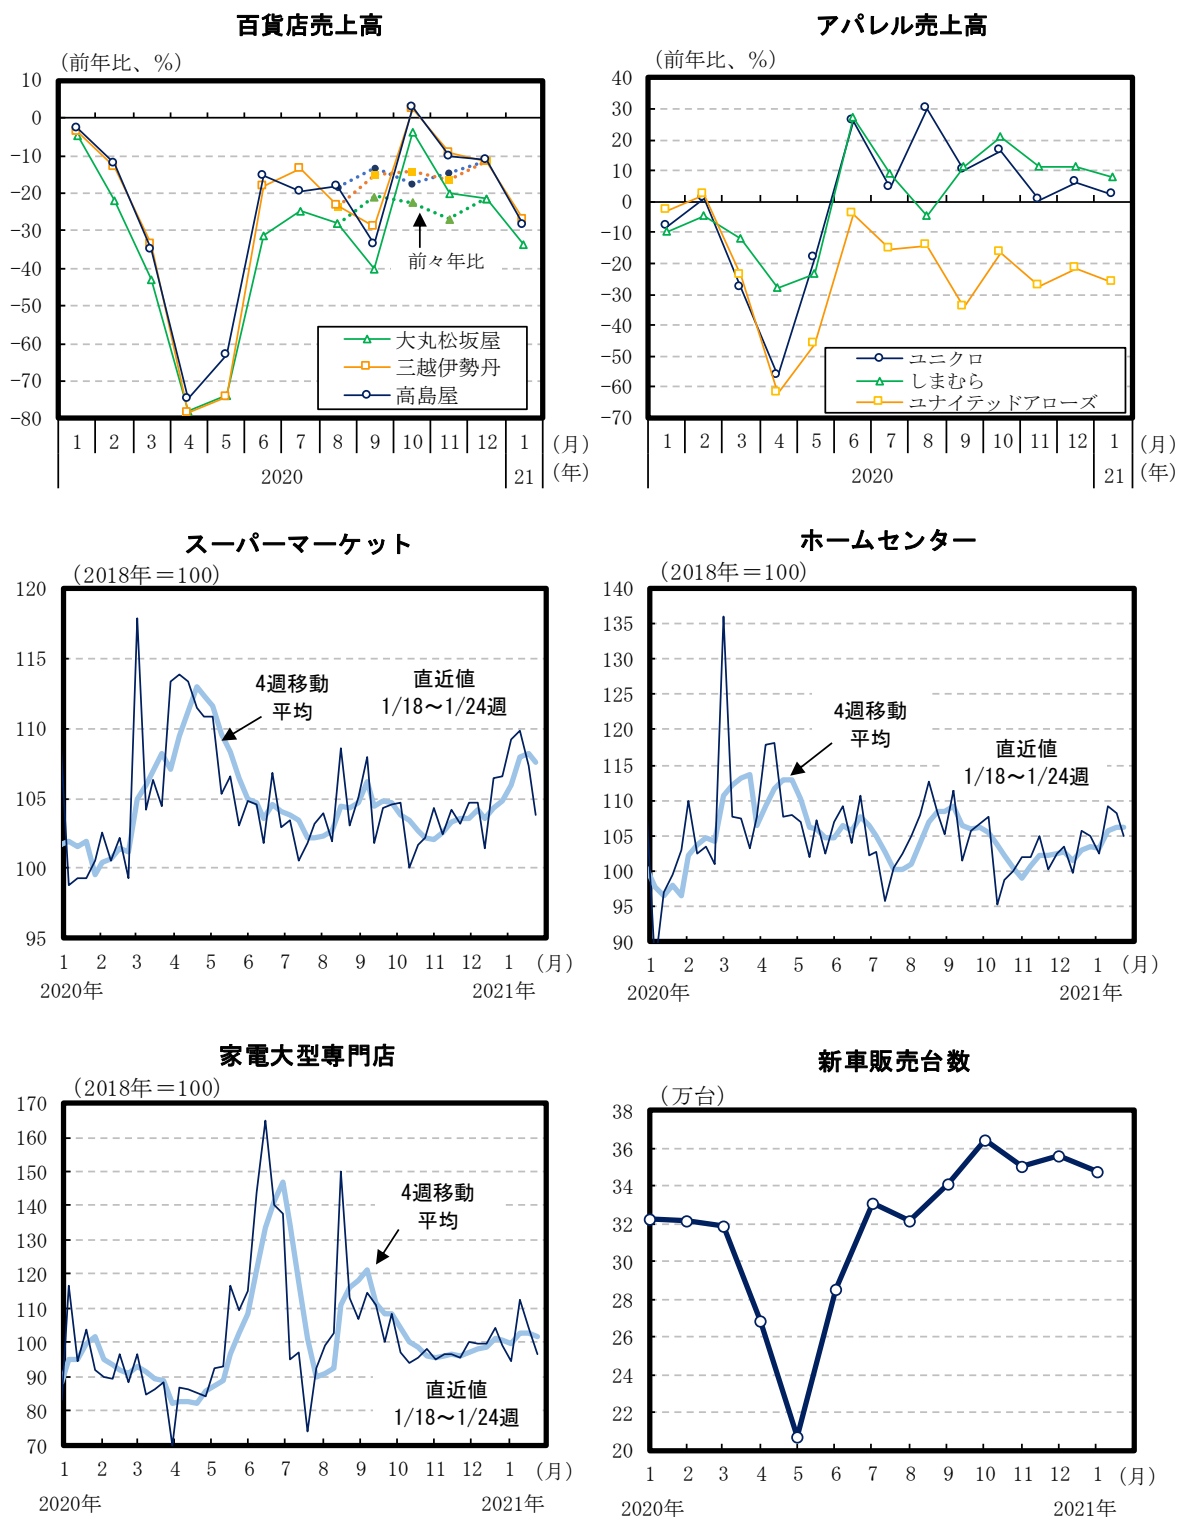 百貨店売上高
(前年比、%)
10
0
−10
−20
−30
−40
−50
−60
−70
−80
前々年比
大丸松坂屋
三越伊勢丹
高島屋
1 2 3 4 5 6 7 8 9 10 11 12 1 (月)
2020 21 (年)
アパレル売上高
(前年比、%)
40
30
20
10
0
−10
−20
−30
−40
−50
−60
−70
ユニクロ
しまむら
ユナイテッドアローズ
1 2 3 4 5 6 7 8 9 10 11 12 1 (月)
2020 21 (年)
スーパーマーケット
(2018年=100)
120
115
110
105
100
95
4週移動
平均
直近値
1/18～1/24週
1 2 3 4 5 6 7 8 9 10 11 12 1 (月)
2020年 2021年
ホームセンター
(2018年=100)
140
135
130
125
120
115
110
105
100
95
90
4週移動
平均
直近値
1/18～1/24週
1 2 3 4 5 6 7 8 9 10 11 12 1 (月)
2020年 2021年
家電大型専門店
(2018年=100)
170
160
150
140
130
120
110
100
90
80
70
4週移動
平均
直近値
1/18～1/24週
1 2 3 4 5 6 7 8 9 10 11 12 1 (月)
2020年 2021年
新車販売台数
(万台)
38
36
34
32
30
28
26
24
22
20
1 2 3 4 5 6 7 8 9 10 11 12 1 (月)
2020年 2021年